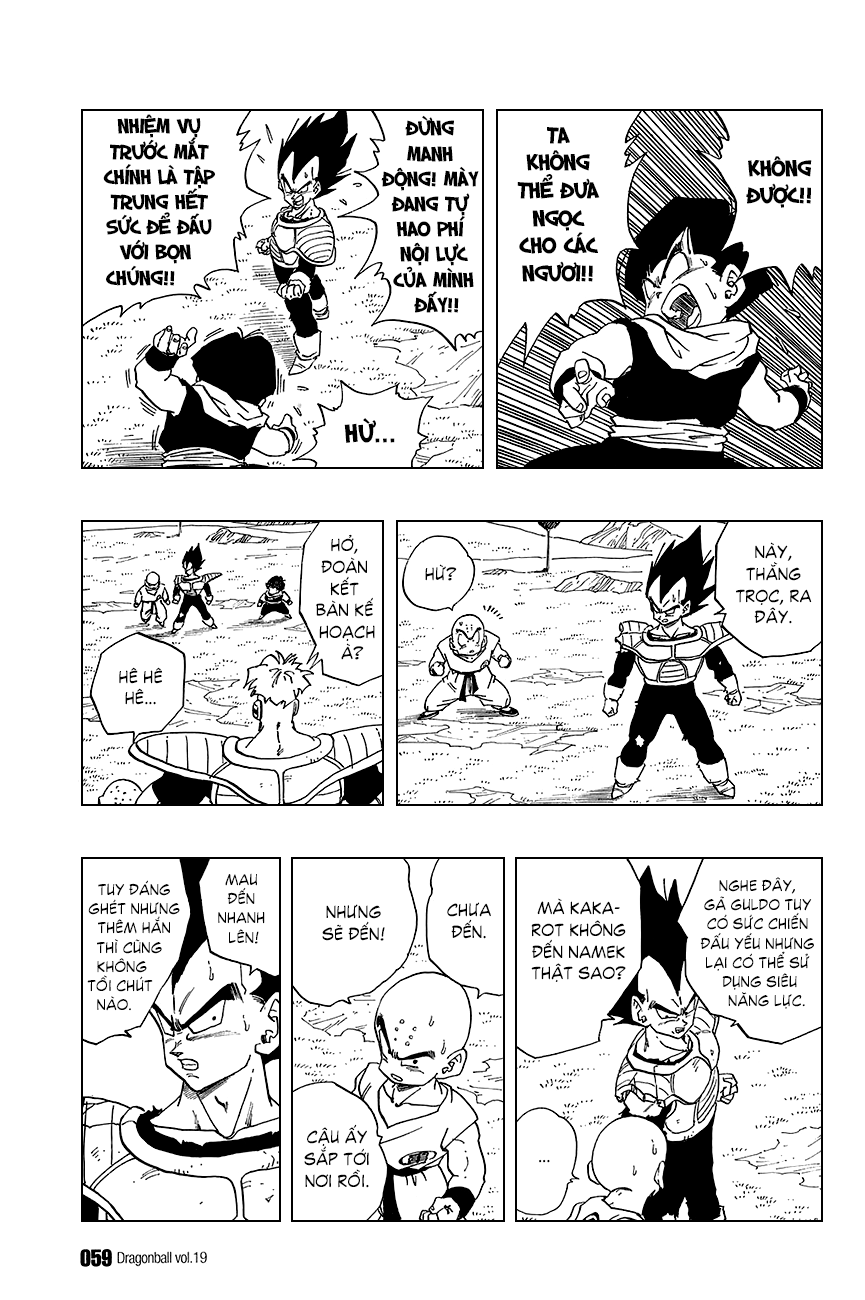 KHÔNG
ĐƯỢC!!
TA
KHÔNG
THỂ ĐƯA
NGỌC
CHO CÁC
NGƯƠI!!
ĐỪNG
MANH
ĐỘNG! MÀY
ĐANG TỰ
HAO PHÍ
NỘI LỰC
CỦA MÌNH
ĐẤY!!
NHIỆM VỤ
TRƯỚC MẮT
CHÍNH LÀ TẬP
TRUNG HẾT
SỨC ĐỂ ĐẤU
VỚI BỌN
CHÚNG!!
HỪ...
NÀY,
THẰNG
TRỌC, RA
ĐÂY.
HỪ?
HỚ,
ĐOÀN
KẾT
BÀN KẾ
HOẠCH
À?
HÊ HÊ
HÊ...
NGHE ĐÂY,
GÃ GULDO TUY
CÓ SỨC CHIẾN
ĐẤU YẾU NHƯNG
LẠI CÓ THỂ SỬ
DỤNG SIÊU
NĂNG LỰC.
MÀ KAKA-
ROT KHÔNG
ĐẾN NAMEK
THẬT SAO?
...
CHƯA
ĐẾN.
NHƯNG
SẼ ĐẾN!
CẬU ẤY
SẮP TỚI
NƠI RỒI.
MAU
ĐẾN
NHANH
LÊN!
TUY ĐÁNG
GHÉT NHƯNG
THÊM HẮN
THÌ CŨNG
KHÔNG
TỒI CHÚT
NÀO.
059 Dragonball vol.19